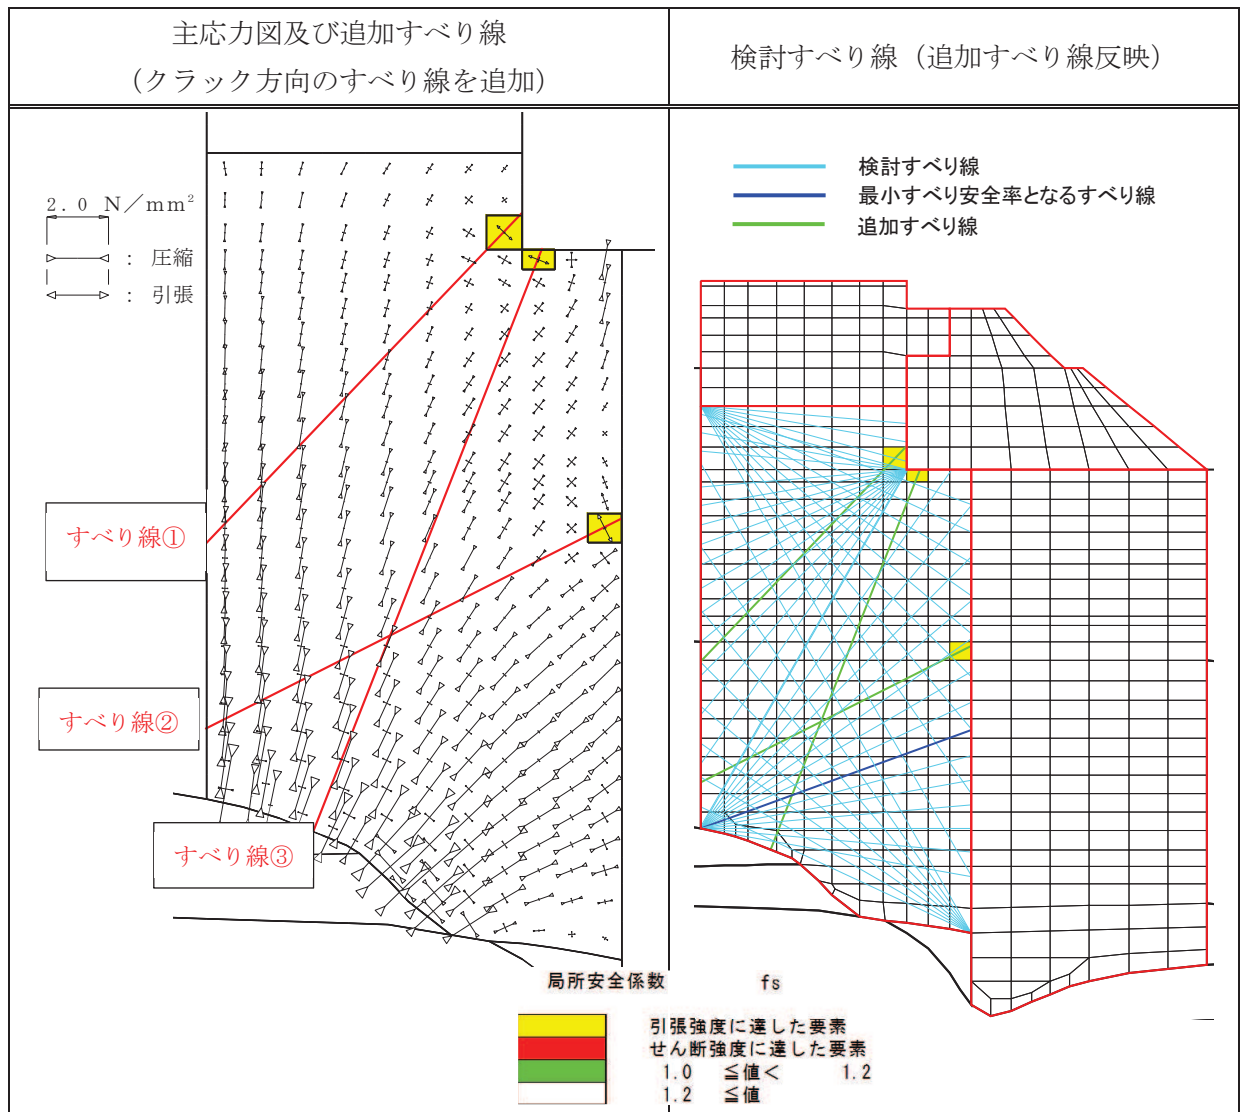 主応力図及び追加すべり線
（クラック方向のすべり線を追加）
検討すべり線（追加すべり線反映）
2.0 N／mm²
： 圧縮
： 引張
すべり線①
すべり線②
すべり線③
検討すべり線
最小すべり安全率となるすべり線
追加すべり線
局所安全係数 fs
引張強度に達した要素
せん断強度に達した要素
1.0 ≦値＜ 1.2
1.2 ≦値